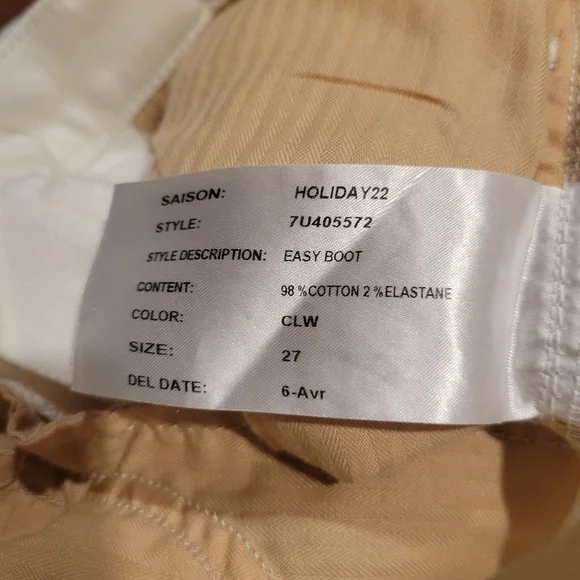 SAISON: HOLIDAY22
STYLE: 7U405572
STYLE DESCRIPTION: EASY BOOT
CONTENT: 98 %COTTON 2 %ELASTANE
COLOR: CLW
SIZE: 27
DEL DATE: 6-Avr